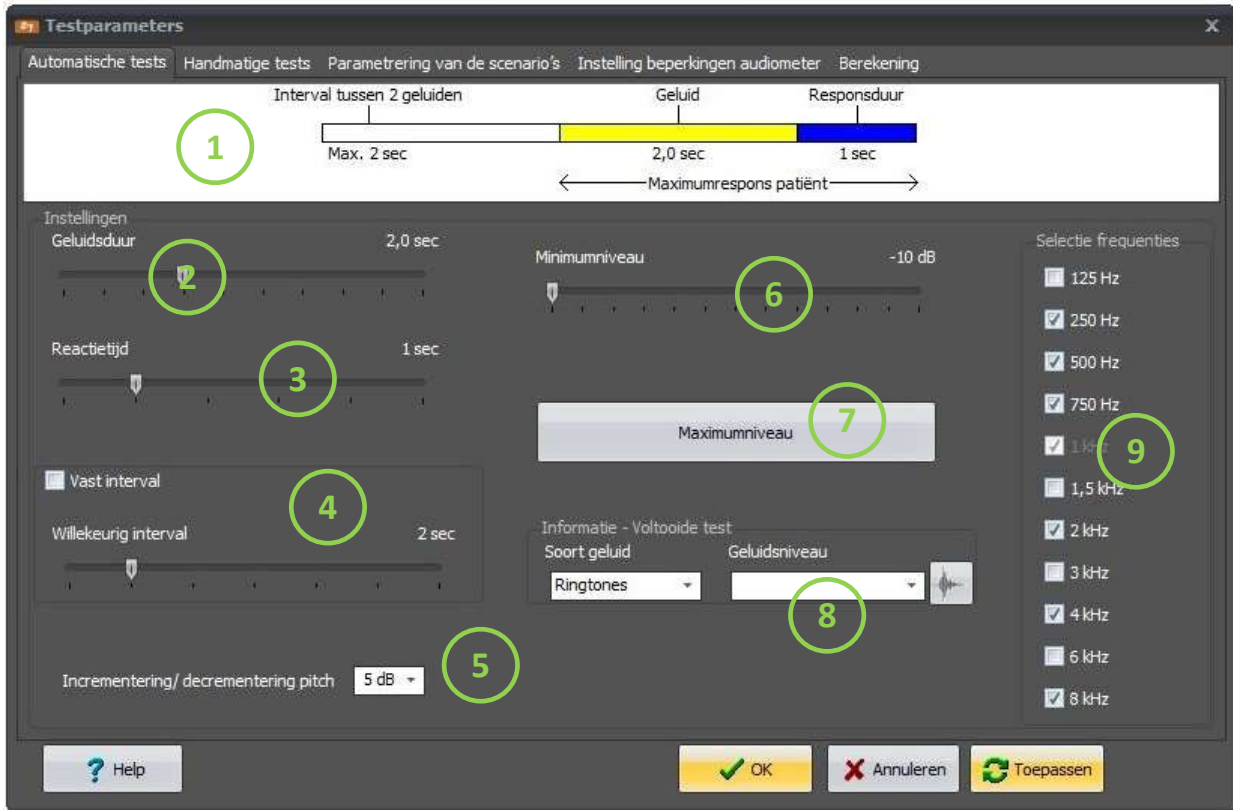 Testparameters
Automatische tests Handmatige tests Parametrering van de scenario's Instelling beperkingen audiometer Berekening
Interval tussen 2 geluiden Geluid Responsduur
1
Max. 2 sec 2,0 sec 1 sec
Maximumrespons patiënt
Instellingen
Geluidsduur 2,0 sec
2
Reactietijd 1 sec
3
Vast interval
4
Willekeurig interval 2 sec
Incrementering/ decrementering pitch 5 dB
5
Minimumniveau -10 dB
6
Maximumniveau
7
Informatie - Voltooide test
Soort geluid Geluidsniveau
Ringtones
8
Selectie frequenties
125 Hz
250 Hz
500 Hz
750 Hz
1 kHz
9
1,5 kHz
2 kHz
3 kHz
4 kHz
6 kHz
8 kHz
? Help OK Annuleren Toepassen